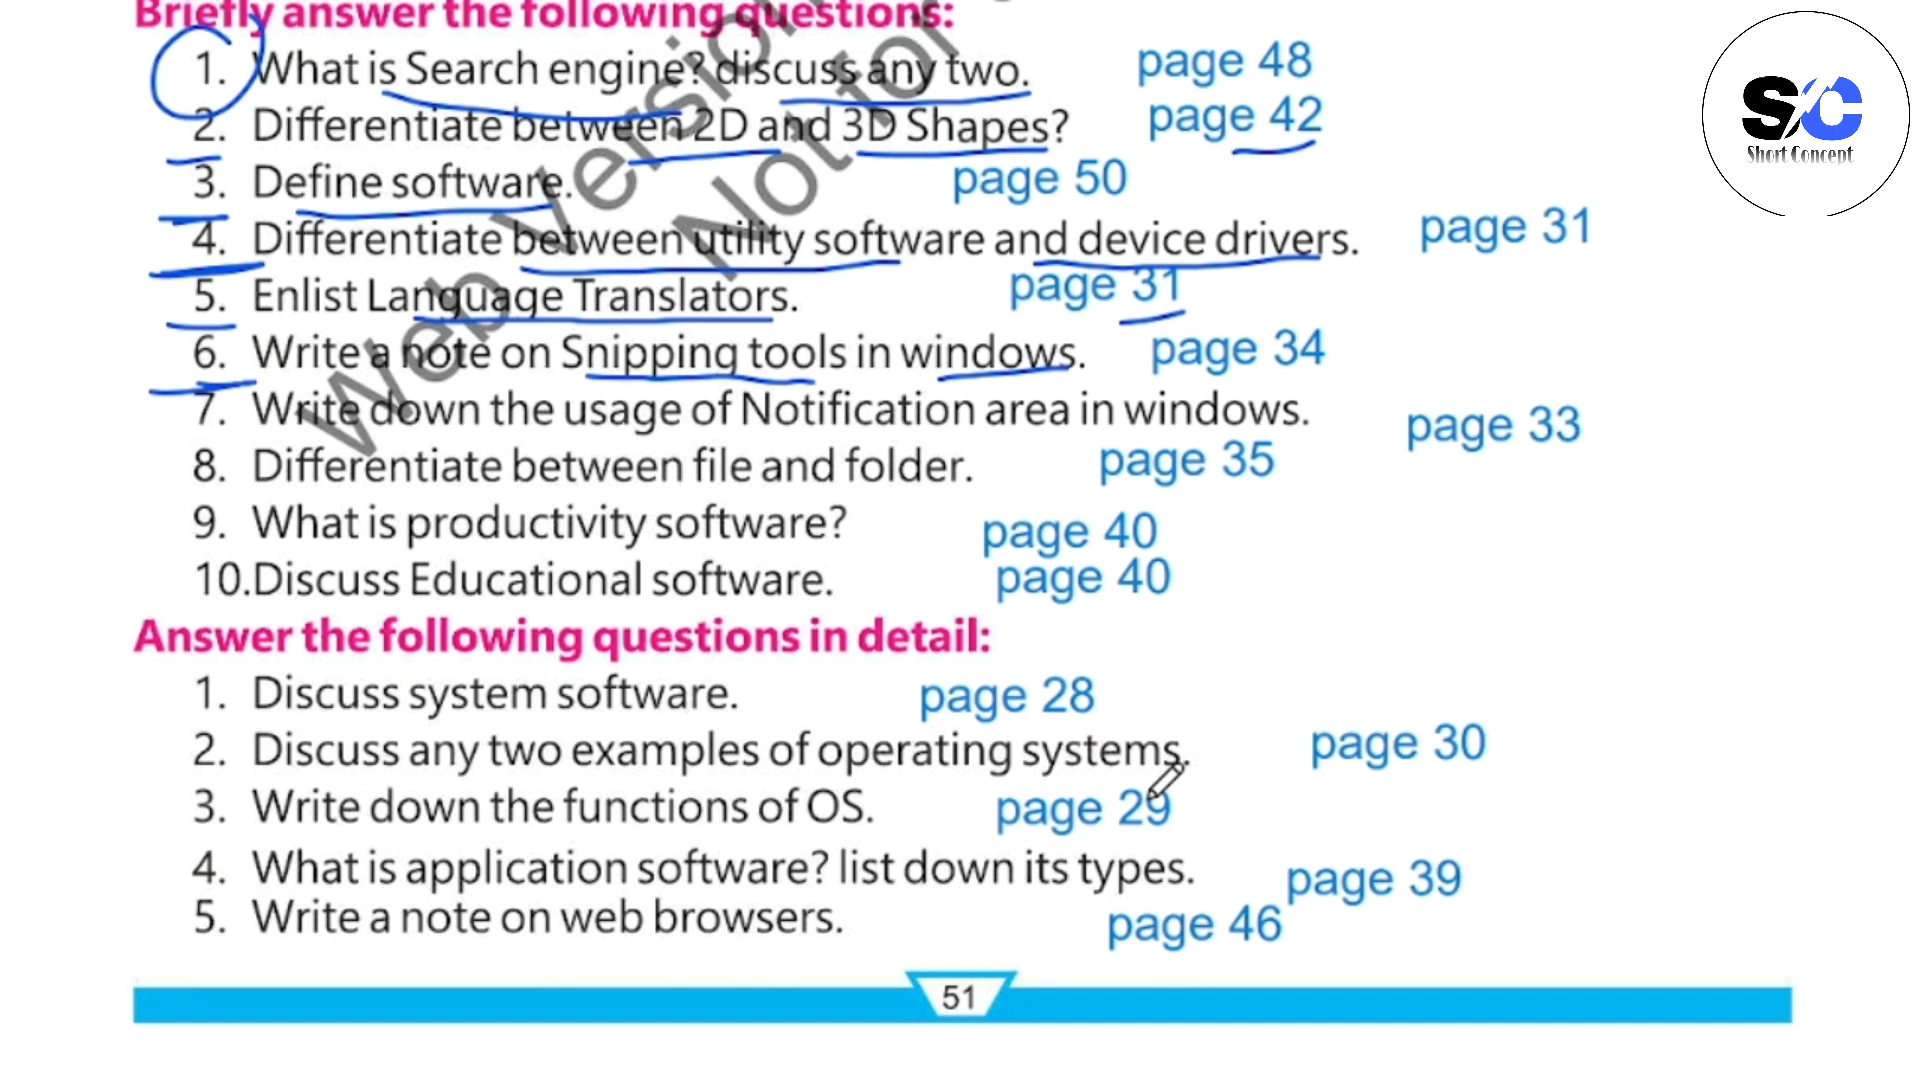 Briefly answer the following questions:
1. What is Search engine? discuss any two. page 48
2. Differentiate between 2D and 3D Shapes? page 42
3. Define software. page 50
4. Differentiate between utility software and device drivers. page 31
5. Enlist Language Translators. page 31
6. Write a note on Snipping tools in windows. page 34
7. Write down the usage of Notification area in windows. page 33
8. Differentiate between file and folder. page 35
9. What is productivity software? page 40
10.Discuss Educational software. page 40
Answer the following questions in detail:
1. Discuss system software. page 28
2. Discuss any two examples of operating systems. page 30
3. Write down the functions of OS. page 29
4. What is application software? list down its types. page 39
5. Write a note on web browsers. page 46
51
Web Version
Not for
SC
Short Concept